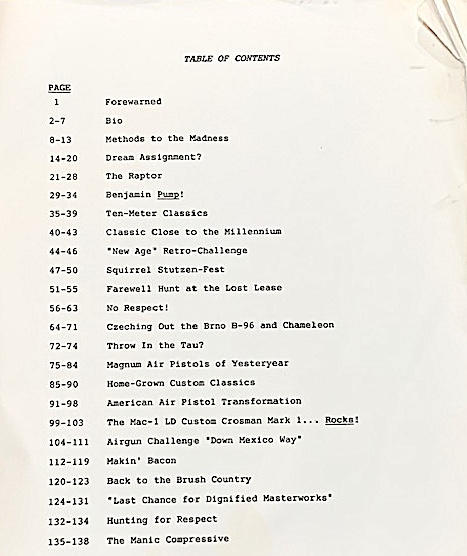 TABLE OF CONTENTS
PAGE
1 Forewarned
2-7 Bio
8-13 Methods to the Madness
14-20 Dream Assignment?
21-28 The Raptor
29-34 Benjamin Pump!
35-39 Ten-Meter Classics
40-43 Classic Close to the Millennium
44-46 "New Age" Retro-Challenge
47-50 Squirrel Stutzen-Fest
51-55 Farewell Hunt at the Lost Lease
56-63 No Respect!
64-71 Czeching Out the Brno B-96 and Chameleon
72-74 Throw In the Tau?
75-84 Magnum Air Pistols of Yesteryear
85-90 Home-Grown Custom Classics
91-98 American Air Pistol Transformation
99-103 The Mac-1 LD Custom Crosman Mark 1... Rocks!
104-111 Airgun Challenge "Down Mexico Way"
112-119 Makin' Bacon
120-123 Back to the Brush Country
124-131 "Last Chance for Dignified Masterworks"
132-134 Hunting for Respect
135-138 The Manic Compressive